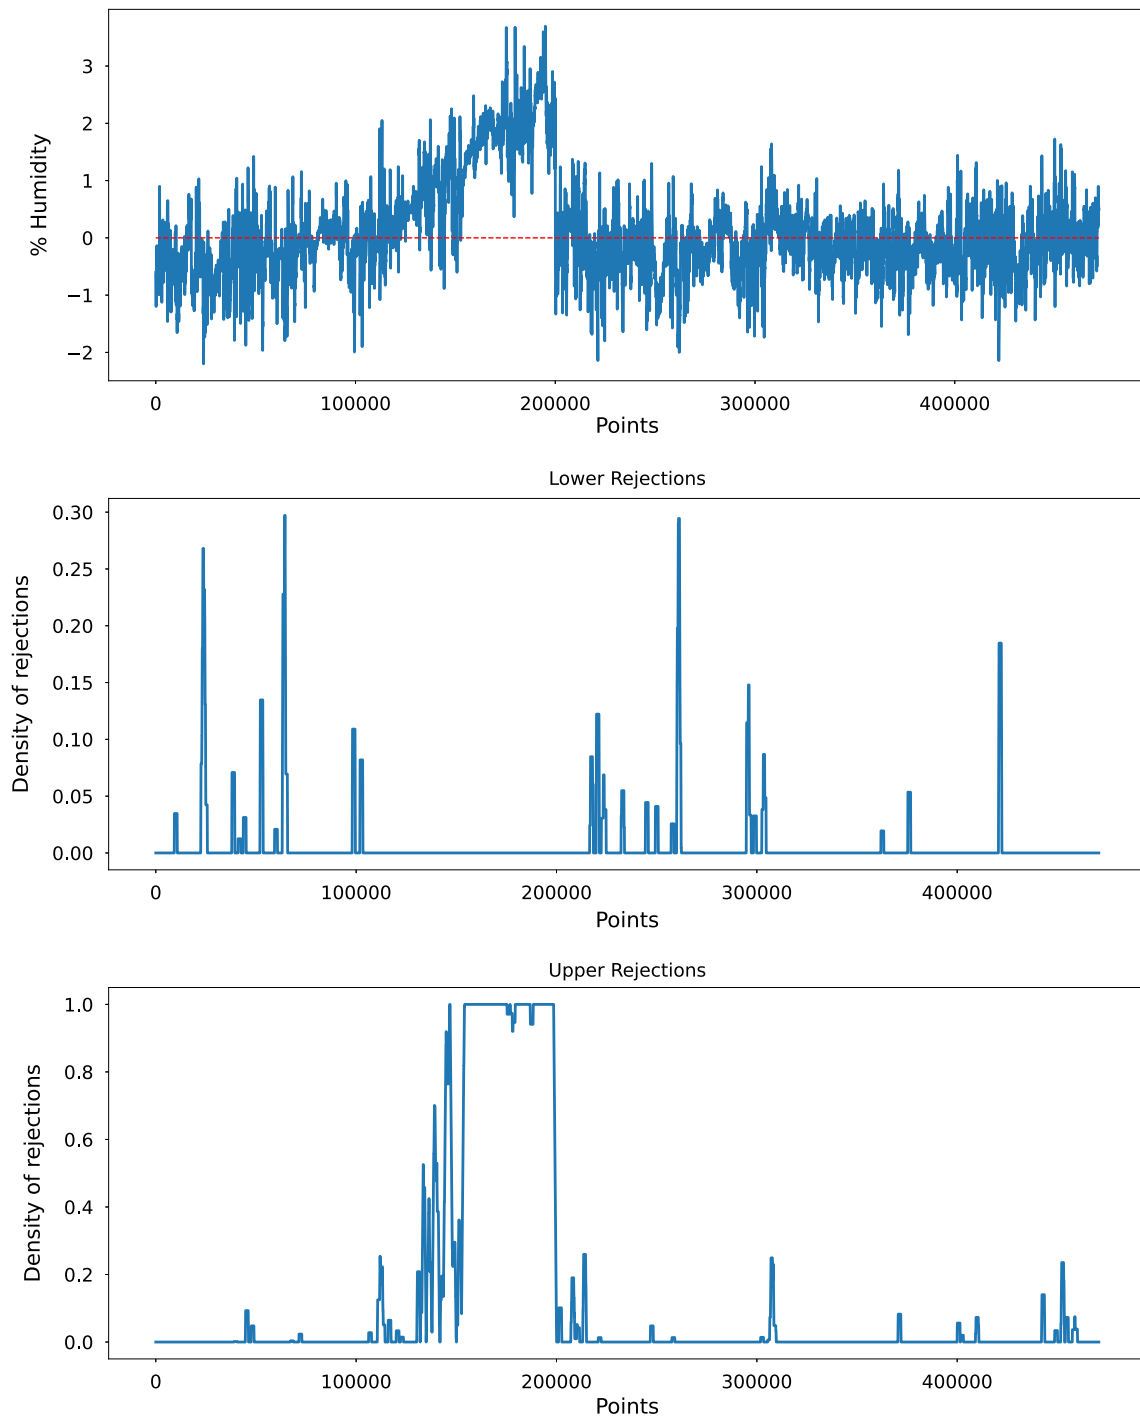 % Humidity
3
2
1
0
−1
−2
0 100000 200000 300000 400000
Points
Lower Rejections
Density of rejections
0.30
0.25
0.20
0.15
0.10
0.05
0.00
0 100000 200000 300000 400000
Points
Upper Rejections
Density of rejections
1.0
0.8
0.6
0.4
0.2
0.0
0 100000 200000 300000 400000
Points